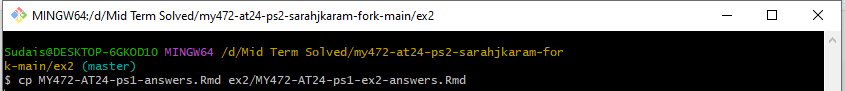 MINGW64:/d/Mid Term Solved/my472-at24-ps2-sarahjkaram-fork-main/ex2
Sudais@DESKTOP-6GKOD1O MINGW64 /d/Mid Term Solved/my472-at24-ps2-sarahjkaram-for
k-main/ex2 (master)
$ cp MY472-AT24-ps1-answers.Rmd ex2/MY472-AT24-ps1-ex2-answers.Rmd